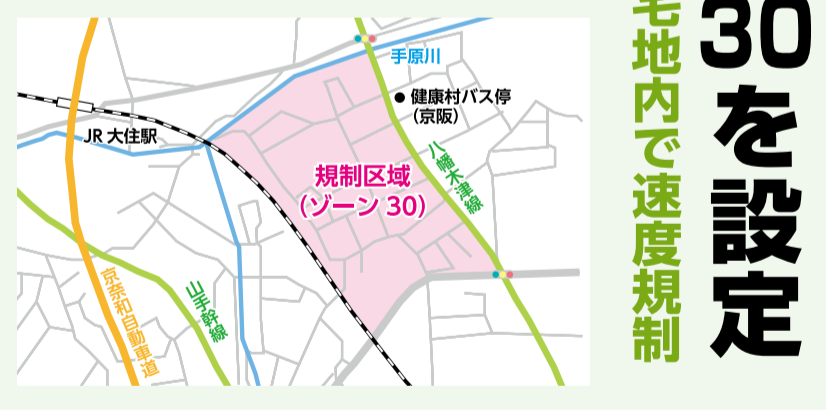 30を設定
宅地内で速度規制
手原川
健康村バス停
（京阪）
JR 大住駅
八幡木津線
規制区域
（ゾーン 30）
山手幹線
京奈和自動車道